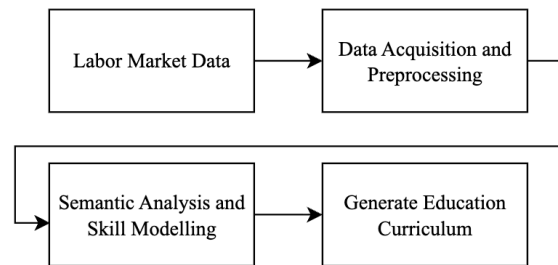 Labor Market Data
Data Acquisition and
Preprocessing
Semantic Analysis and
Skill Modelling
Generate Education
Curriculum